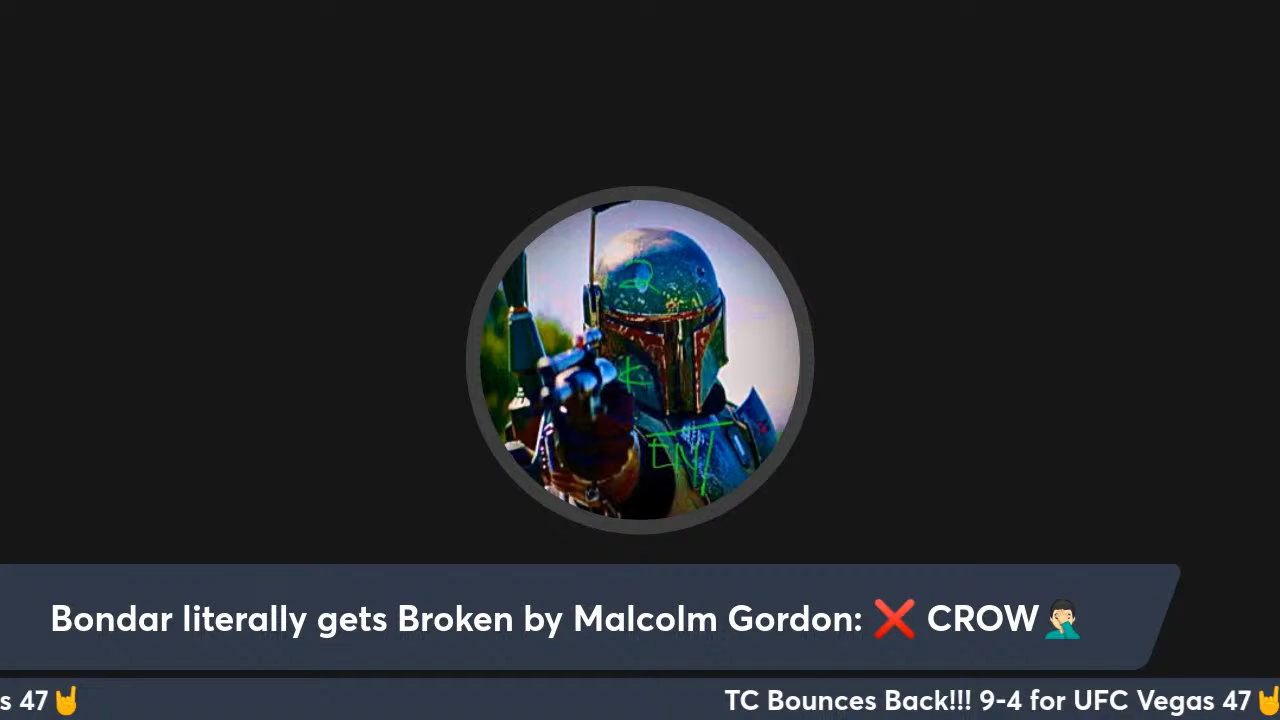 Bondar literally gets Broken by Malcolm Gordon: ❌ CROW🤦🏻‍♂️
s 47🤘 TC Bounces Back!!! 9-4 for UFC Vegas 47🤘